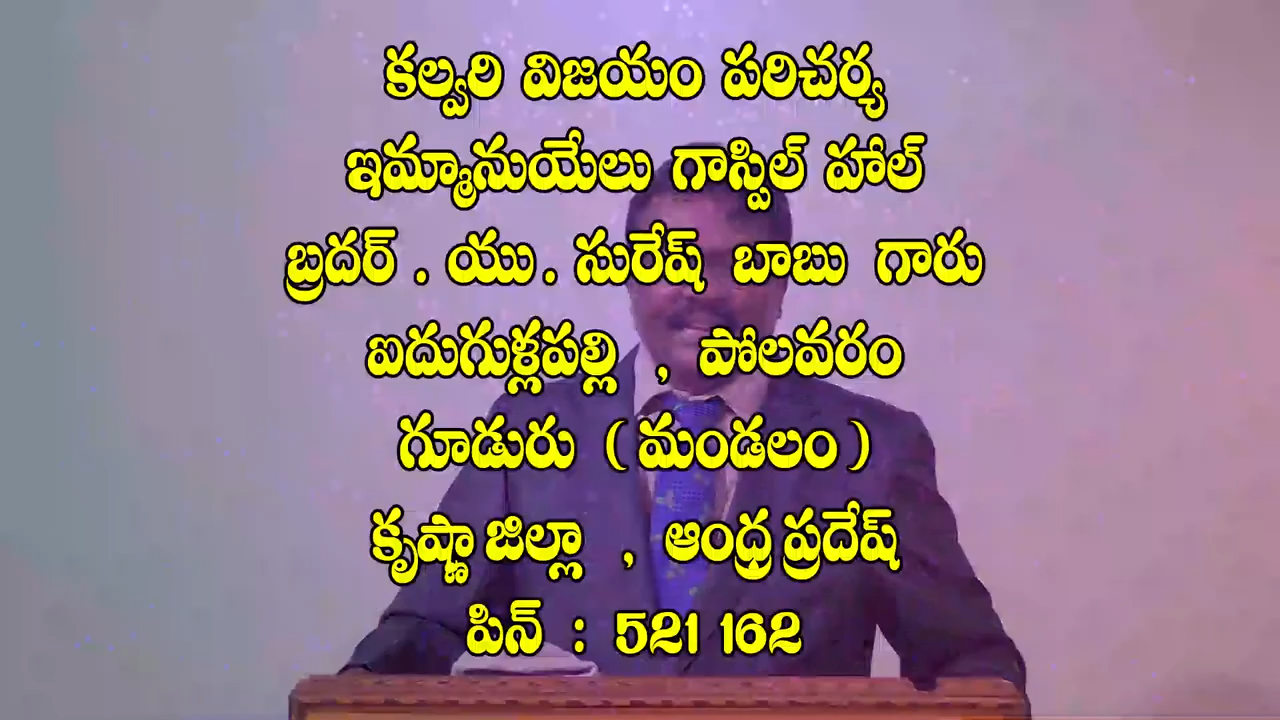 కల్వరి విజయం పరిచర్య
ఇమ్మానుయేలు గాస్పిల్ హాల్
బ్రదర్ . యు . సురేష్ బాబు గారు
ఐదుగుళ్లపల్లి , పోలవరం
గూడురు ( మండలం )
కృష్ణా జిల్లా , ఆంధ్ర ప్రదేష్
పిన్ : 521 162